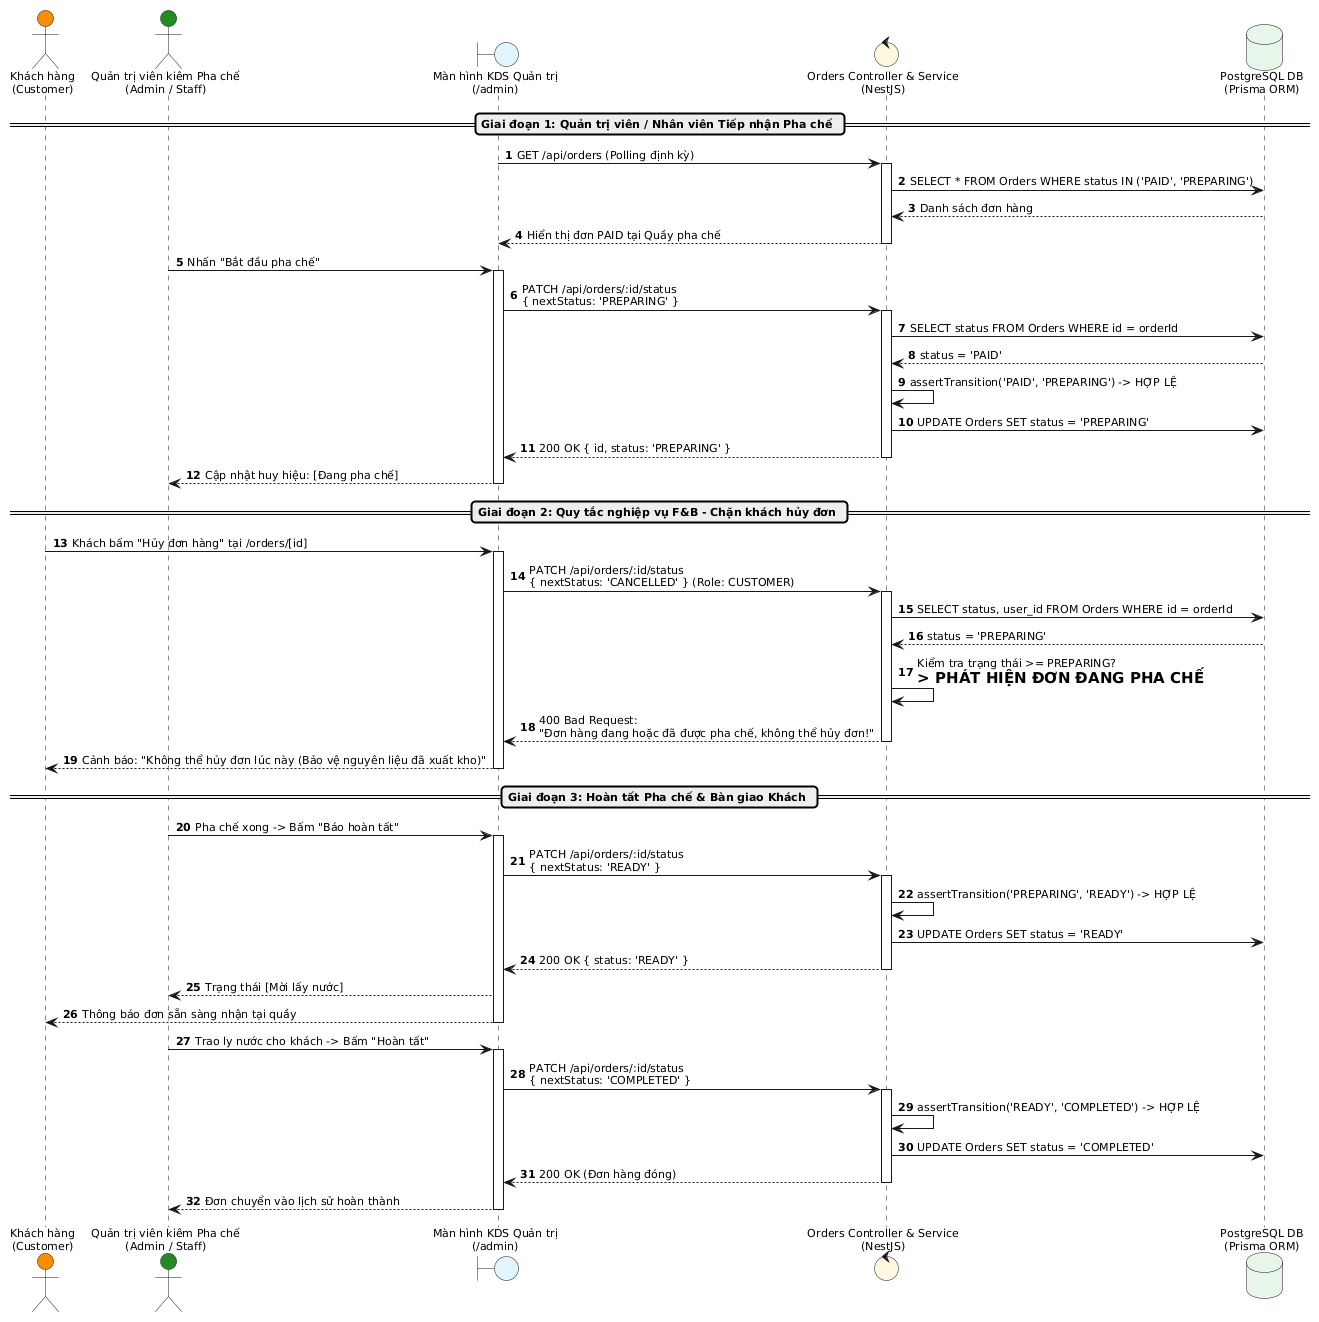 Khách hàng
(Customer)
Quản trị viên kiêm Pha chế
(Admin / Staff)
Màn hình KDS Quản trị
(/admin)
Orders Controller & Service
(NestJS)
PostgreSQL DB
(Prisma ORM)
Giai đoạn 1: Quản trị viên / Nhân viên Tiếp nhận Pha chế
1 GET /api/orders (Polling định kỳ)
2 SELECT * FROM Orders WHERE status IN ('PAID', 'PREPARING')
3 Danh sách đơn hàng
4 Hiển thị đơn PAID tại Quầy pha chế
5 Nhấn "Bắt đầu pha chế"
6 PATCH /api/orders/:id/status
{ nextStatus: 'PREPARING' }
7 SELECT status FROM Orders WHERE id = orderId
8 status = 'PAID'
9 assertTransition('PAID', 'PREPARING') -> HỢP LỆ
10 UPDATE Orders SET status = 'PREPARING'
11 200 OK { id, status: 'PREPARING' }
12 Cập nhật huy hiệu: [Đang pha chế]
Giai đoạn 2: Quy tắc nghiệp vụ F&B - Chặn khách hủy đơn
13 Khách bấm "Hủy đơn hàng" tại /orders/[id]
14 PATCH /api/orders/:id/status
{ nextStatus: 'CANCELLED' } (Role: CUSTOMER)
15 SELECT status, user_id FROM Orders WHERE id = orderId
16 status = 'PREPARING'
17 Kiểm tra trạng thái >= PREPARING?
> PHÁT HIỆN ĐƠN ĐANG PHA CHẾ
18 400 Bad Request:
"Đơn hàng đang hoặc đã được pha chế, không thể hủy đơn!"
19 Cảnh báo: "Không thể hủy đơn lúc này (Bảo vệ nguyên liệu đã xuất kho)"
Giai đoạn 3: Hoàn tất Pha chế & Bàn giao Khách
20 Pha chế xong -> Bấm "Báo hoàn tất"
21 PATCH /api/orders/:id/status
{ nextStatus: 'READY' }
22 assertTransition('PREPARING', 'READY') -> HỢP LỆ
23 UPDATE Orders SET status = 'READY'
24 200 OK { status: 'READY' }
25 Trạng thái [Mời lấy nước]
26 Thông báo đơn sẵn sàng nhận tại quầy
27 Trao ly nước cho khách -> Bấm "Hoàn tất"
28 PATCH /api/orders/:id/status
{ nextStatus: 'COMPLETED' }
29 assertTransition('READY', 'COMPLETED') -> HỢP LỆ
30 UPDATE Orders SET status = 'COMPLETED'
31 200 OK (Đơn hàng đóng)
32 Đơn chuyển vào lịch sử hoàn thành
Khách hàng
(Customer)
Quản trị viên kiêm Pha chế
(Admin / Staff)
Màn hình KDS Quản trị
(/admin)
Orders Controller & Service
(NestJS)
PostgreSQL DB
(Prisma ORM)